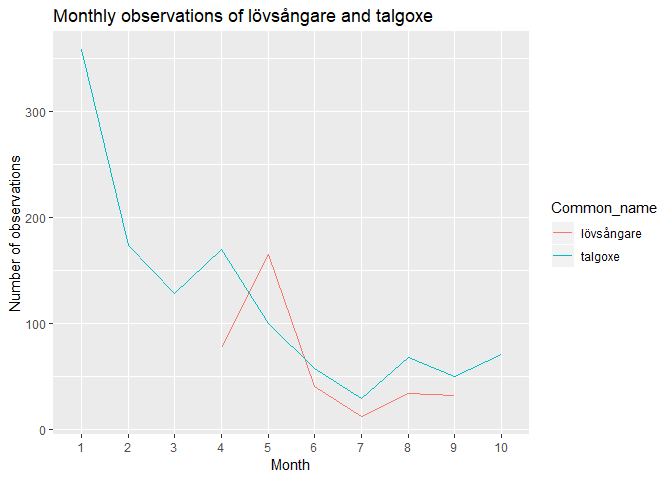 Monthly observations of lövsångare and talgoxe
Number of observations
300
200
100
0
1 2 3 4 5 6 7 8 9 10
Month
Common_name
lövsångare
talgoxe